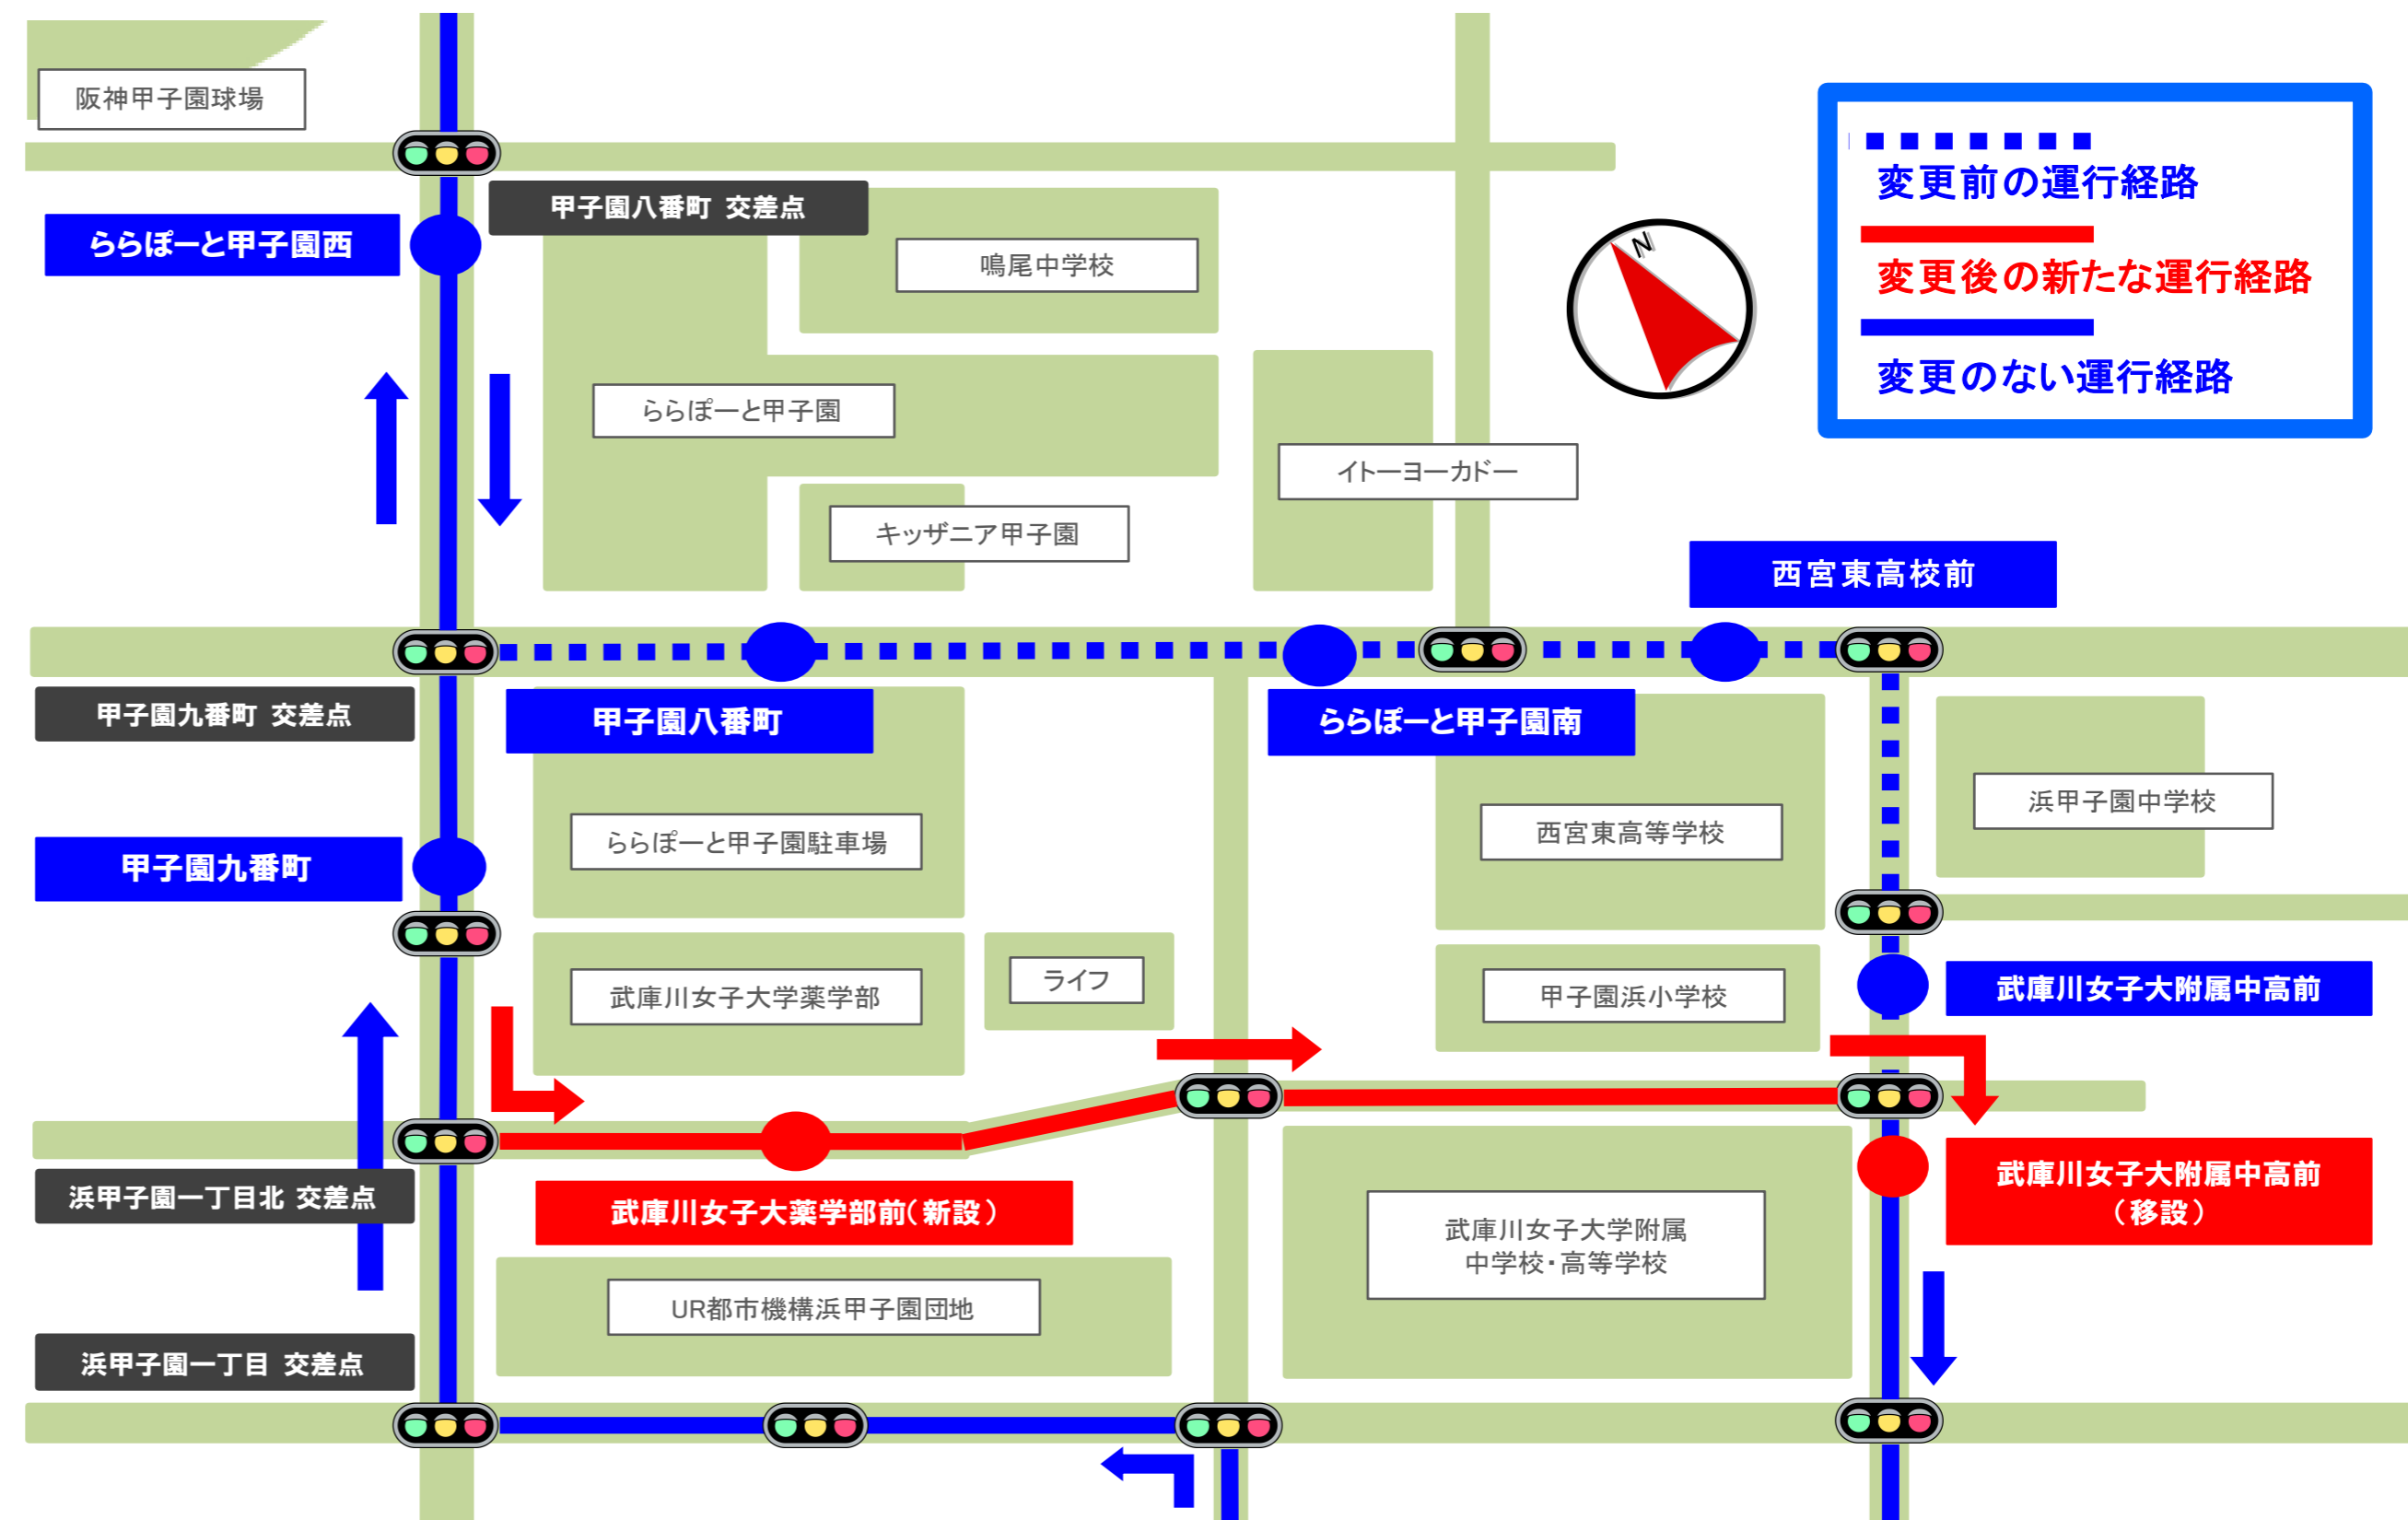 阪神甲子園球場
変更前の運行経路
変更後の新たな運行経路
変更のない運行経路
N
甲子園八番町 交差点
ららぽーと甲子園西
鳴尾中学校
ららぽーと甲子園
イトーヨーカドー
キッザニア甲子園
西宮東高校前
甲子園九番町 交差点
甲子園八番町
ららぽーと甲子園南
浜甲子園中学校
ららぽーと甲子園駐車場
西宮東高等学校
甲子園九番町
武庫川女子大学薬学部
ライフ
甲子園浜小学校
武庫川女子大附属中高前
浜甲子園一丁目北 交差点
武庫川女子大薬学部前(新設)
武庫川女子大附属中高前
(移設)
武庫川女子大学附属
中学校・高等学校
UR都市機構浜甲子園団地
浜甲子園一丁目 交差点